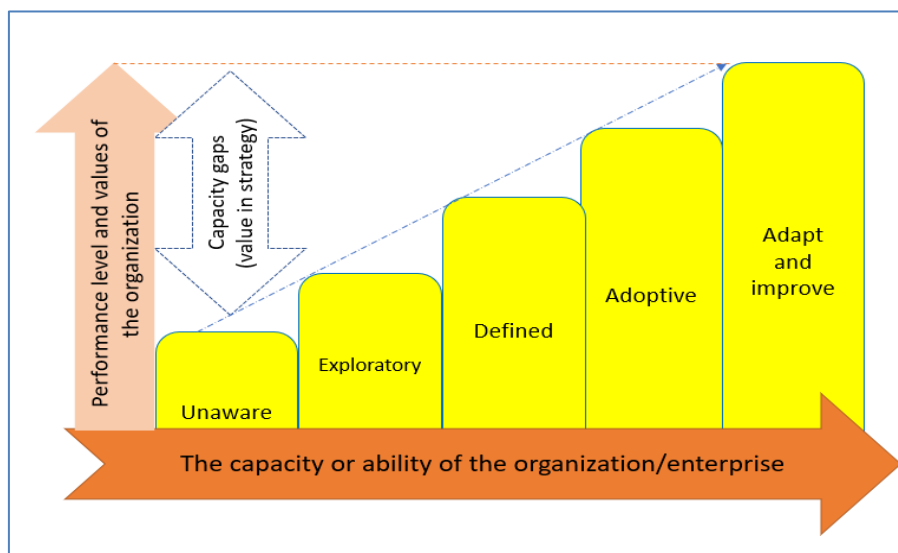 Performance level and values of
the organization
Capacity gaps
(value in strategy)
Unaware
Exploratory
Defined
Adoptive
Adapt
and
improve
The capacity or ability of the organization/enterprise